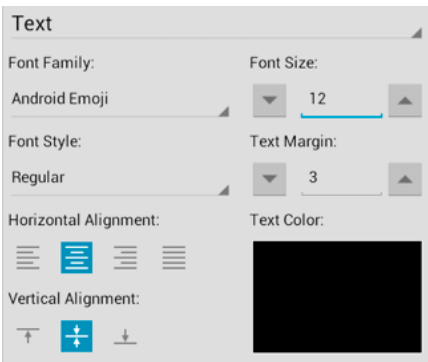 Text
Font Family:
Font Size:
Android Emoji
12
Font Style:
Text Margin:
Regular
3
Horizontal Alignment:
Text Color:
Vertical Alignment: